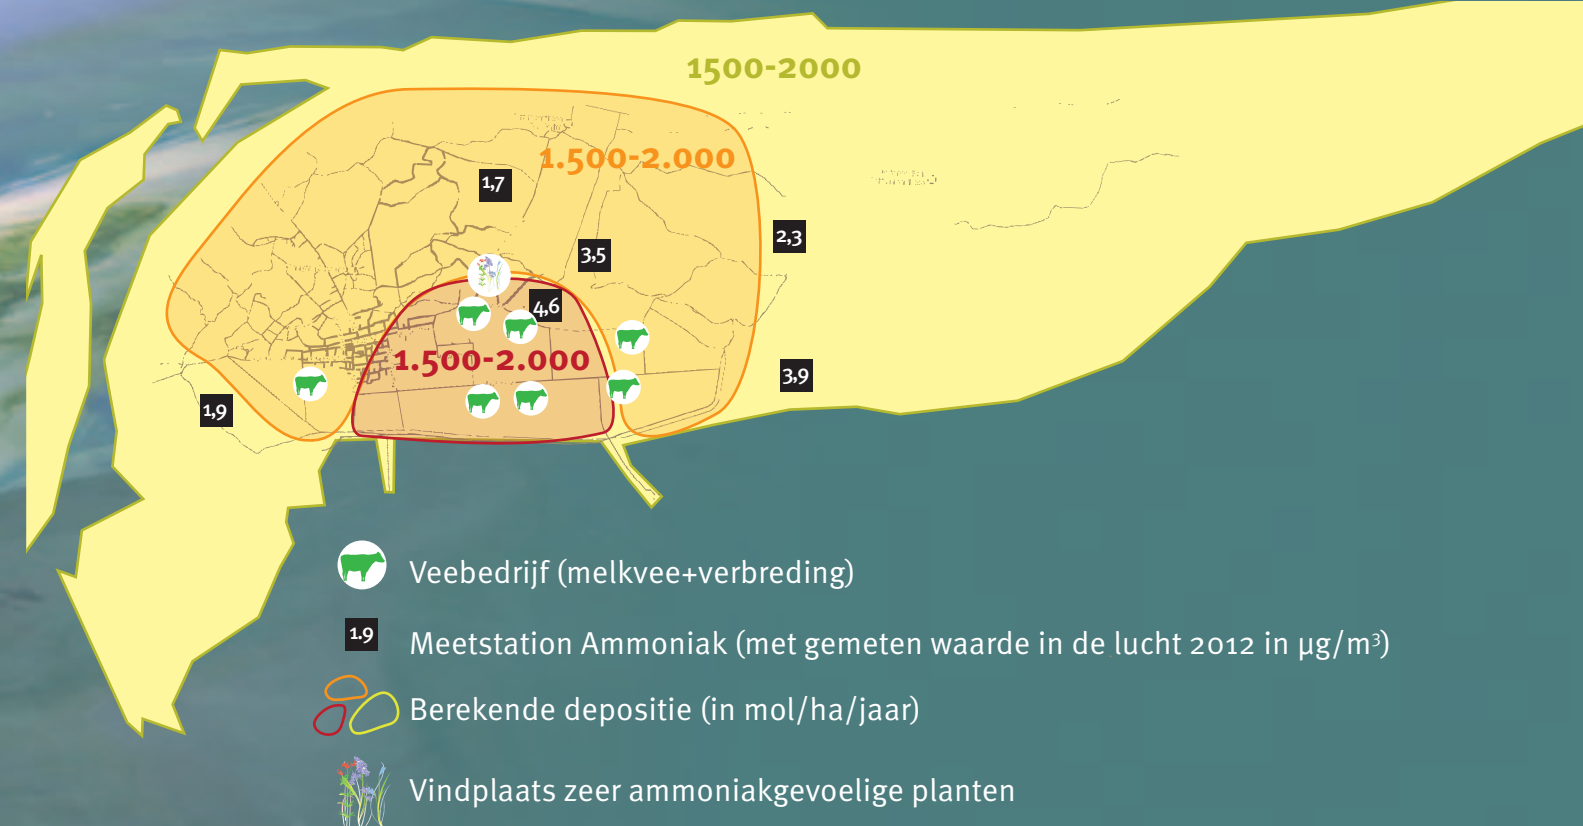 1500-2000
1.500-2.000
1,7
2,3
3,5
4,6
1.500-2.000
3,9
1,9
Veebedrijf (melkvee+verbreding)
1.9
Meetstation Ammoniak (met gemeten waarde in de lucht 2012 in µg/m³)
Berekende depositie (in mol/ha/jaar)
Vindplaats zeer ammoniakgevoelige planten